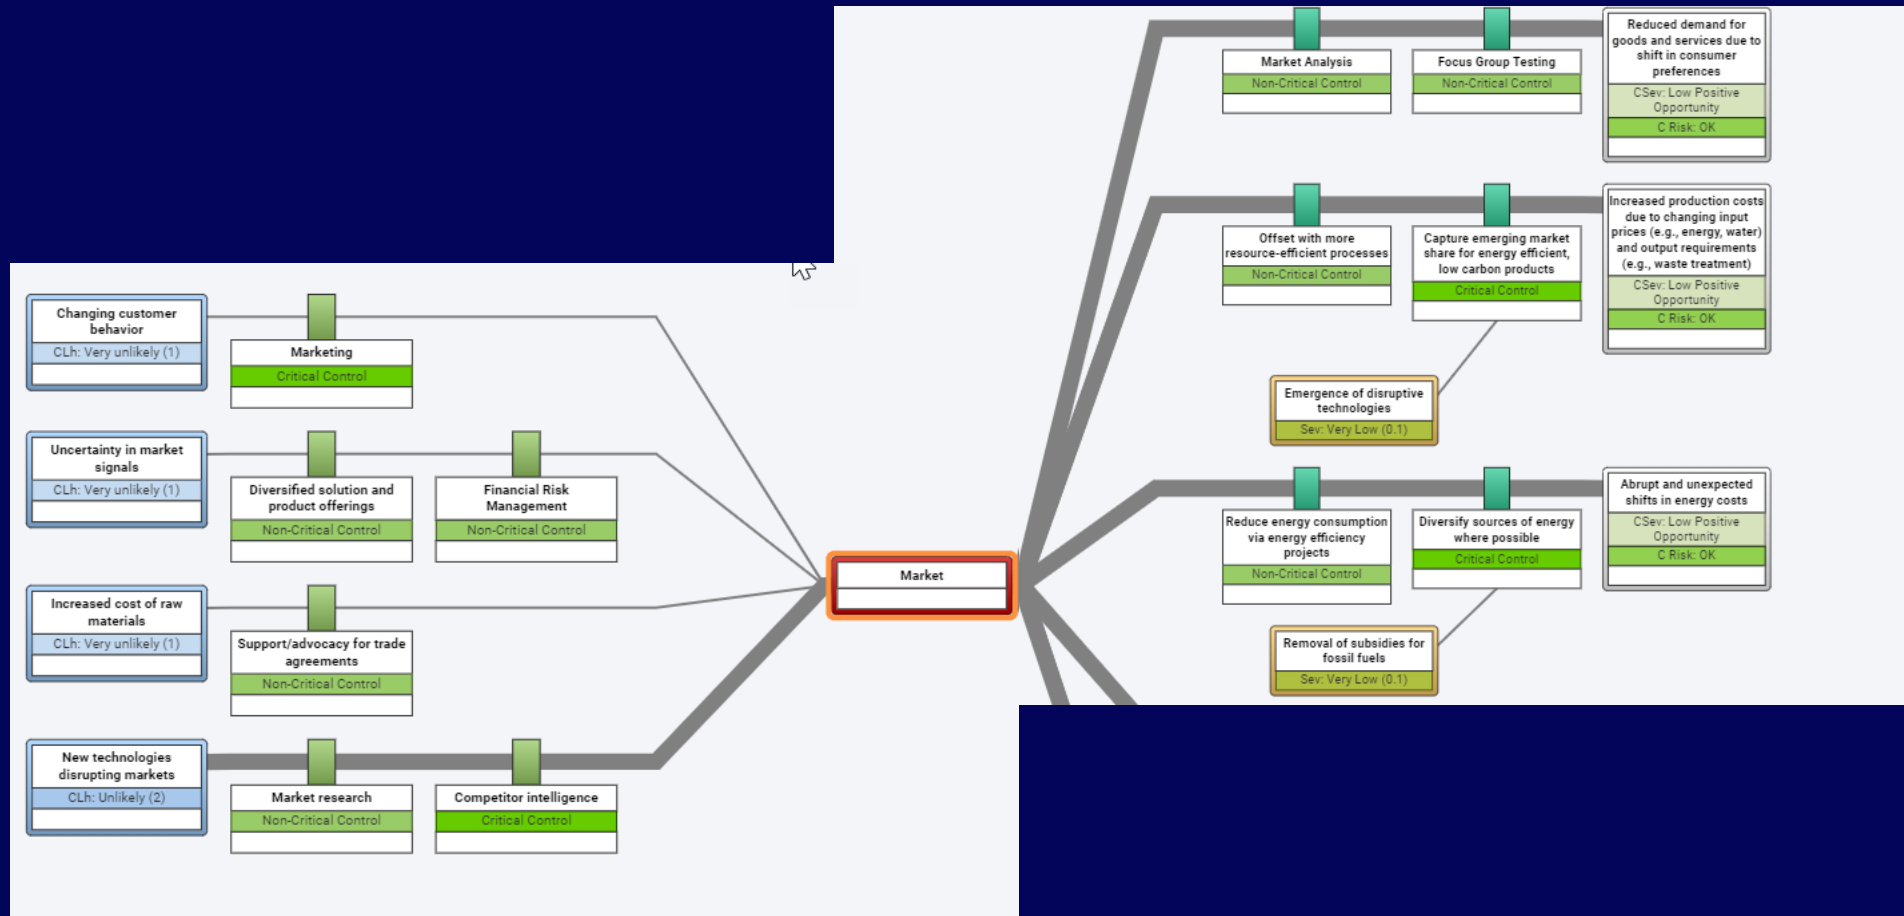 Changing customer
behavior
CLh: Very unlikely (1)
Marketing
Critical Control
Uncertainty in market
signals
CLh: Very unlikely (1)
Diversified solution and
product offerings
Non-Critical Control
Financial Risk
Management
Non-Critical Control
Increased cost of raw
materials
CLh: Very unlikely (1)
Support/advocacy for trade
agreements
Non-Critical Control
New technologies
disrupting markets
CLh: Unlikely (2)
Market research
Non-Critical Control
Competitor intelligence
Critical Control
Market
Market Analysis
Non-Critical Control
Focus Group Testing
Non-Critical Control
Reduced demand for
goods and services due to
shift in consumer
preferences
CSev: Low Positive
Opportunity
C Risk: OK
Offset with more
resource-efficient processes
Non-Critical Control
Capture emerging market
share for energy efficient,
low carbon products
Critical Control
Increased production costs
due to changing input
prices (e.g., energy, water)
and output requirements
(e.g., waste treatment)
CSev: Low Positive
Opportunity
C Risk: OK
Emergence of disruptive
technologies
Sev: Very Low (0.1)
Reduce energy consumption
via energy efficiency
projects
Non-Critical Control
Diversify sources of energy
where possible
Critical Control
Abrupt and unexpected
shifts in energy costs
CSev: Low Positive
Opportunity
C Risk: OK
Removal of subsidies for
fossil fuels
Sev: Very Low (0.1)